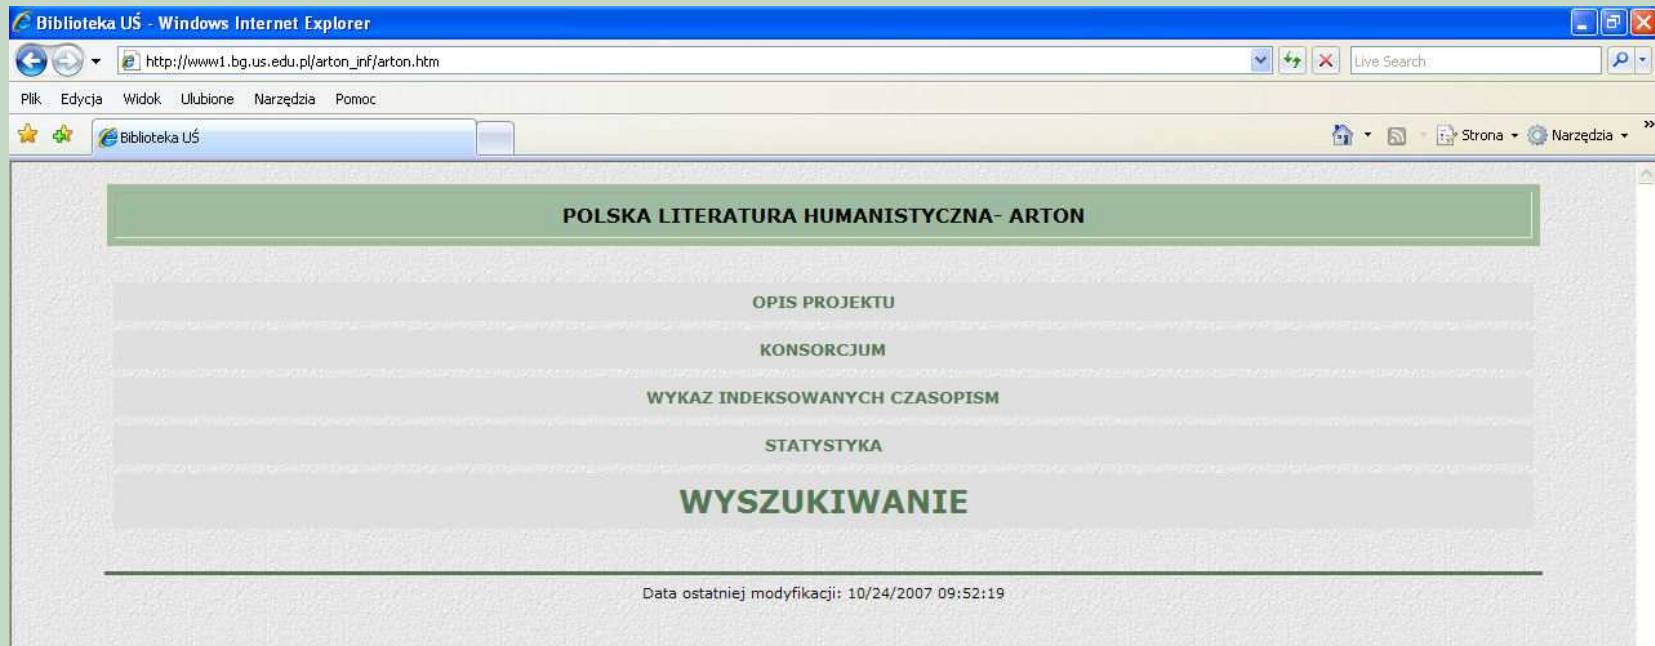 Biblioteka UŚ - Windows Internet Explorer
http://www1.bg.us.edu.pl/arton_inf/arton.htm
Live Search
Plik Edycja Widok Ulubione Narzędzia Pomoc
Biblioteka UŚ
Strona Narzędzia »
POLSKA LITERATURA HUMANISTYCZNA- ARTON
OPIS PROJEKTU
KONSORCJUM
WYKAZ INDEKSOWANYCH CZASOPISM
STATYSTYKA
WYSZUKIWANIE
Data ostatniej modyfikacji: 10/24/2007 09:52:19